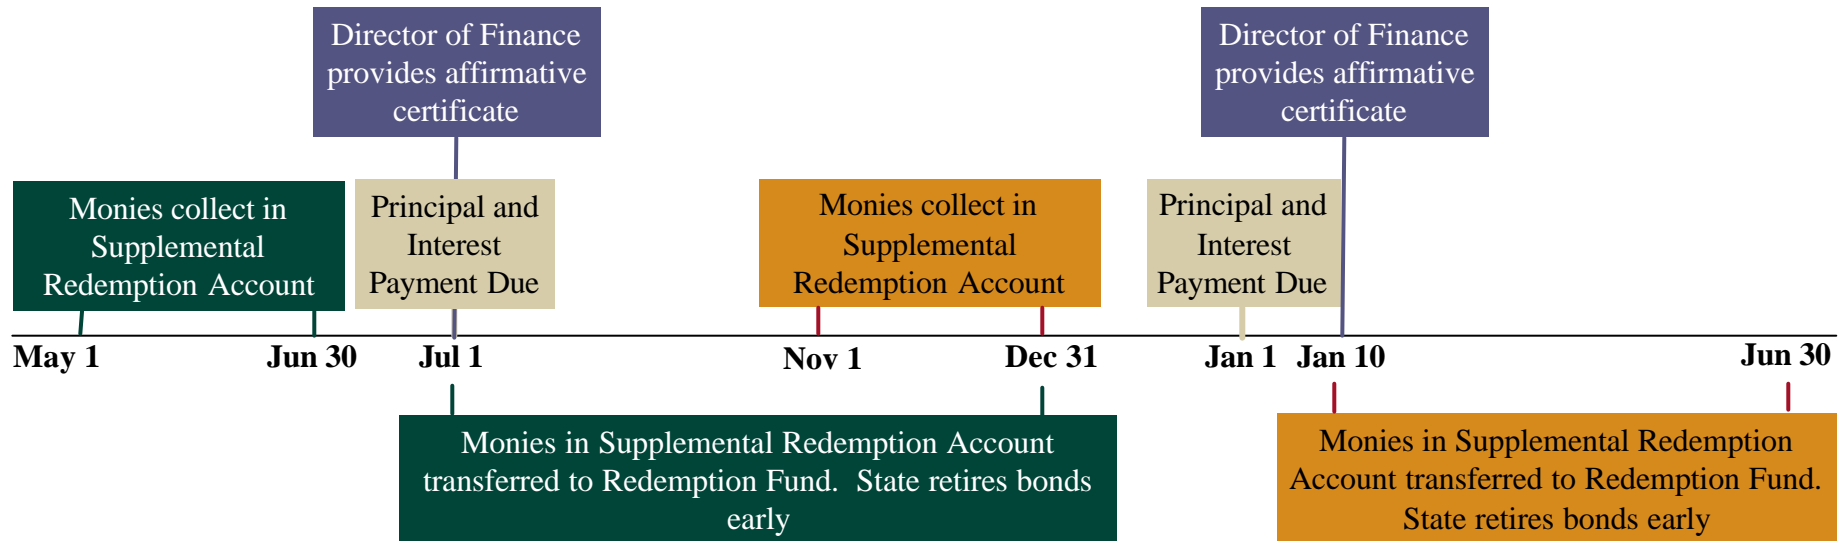 Director of Finance
provides affirmative
certificate
Director of Finance
provides affirmative
certificate
Monies collect in
Supplemental
Redemption Account
Principal and
Interest
Payment Due
Monies collect in
Supplemental
Redemption Account
Principal and
Interest
Payment Due
May 1
Jun 30
Jul 1
Nov 1
Dec 31
Jan 1
Jan 10
Jun 30
Monies in Supplemental Redemption Account
transferred to Redemption Fund.  State retires bonds
early
Monies in Supplemental Redemption
Account transferred to Redemption Fund.
State retires bonds early